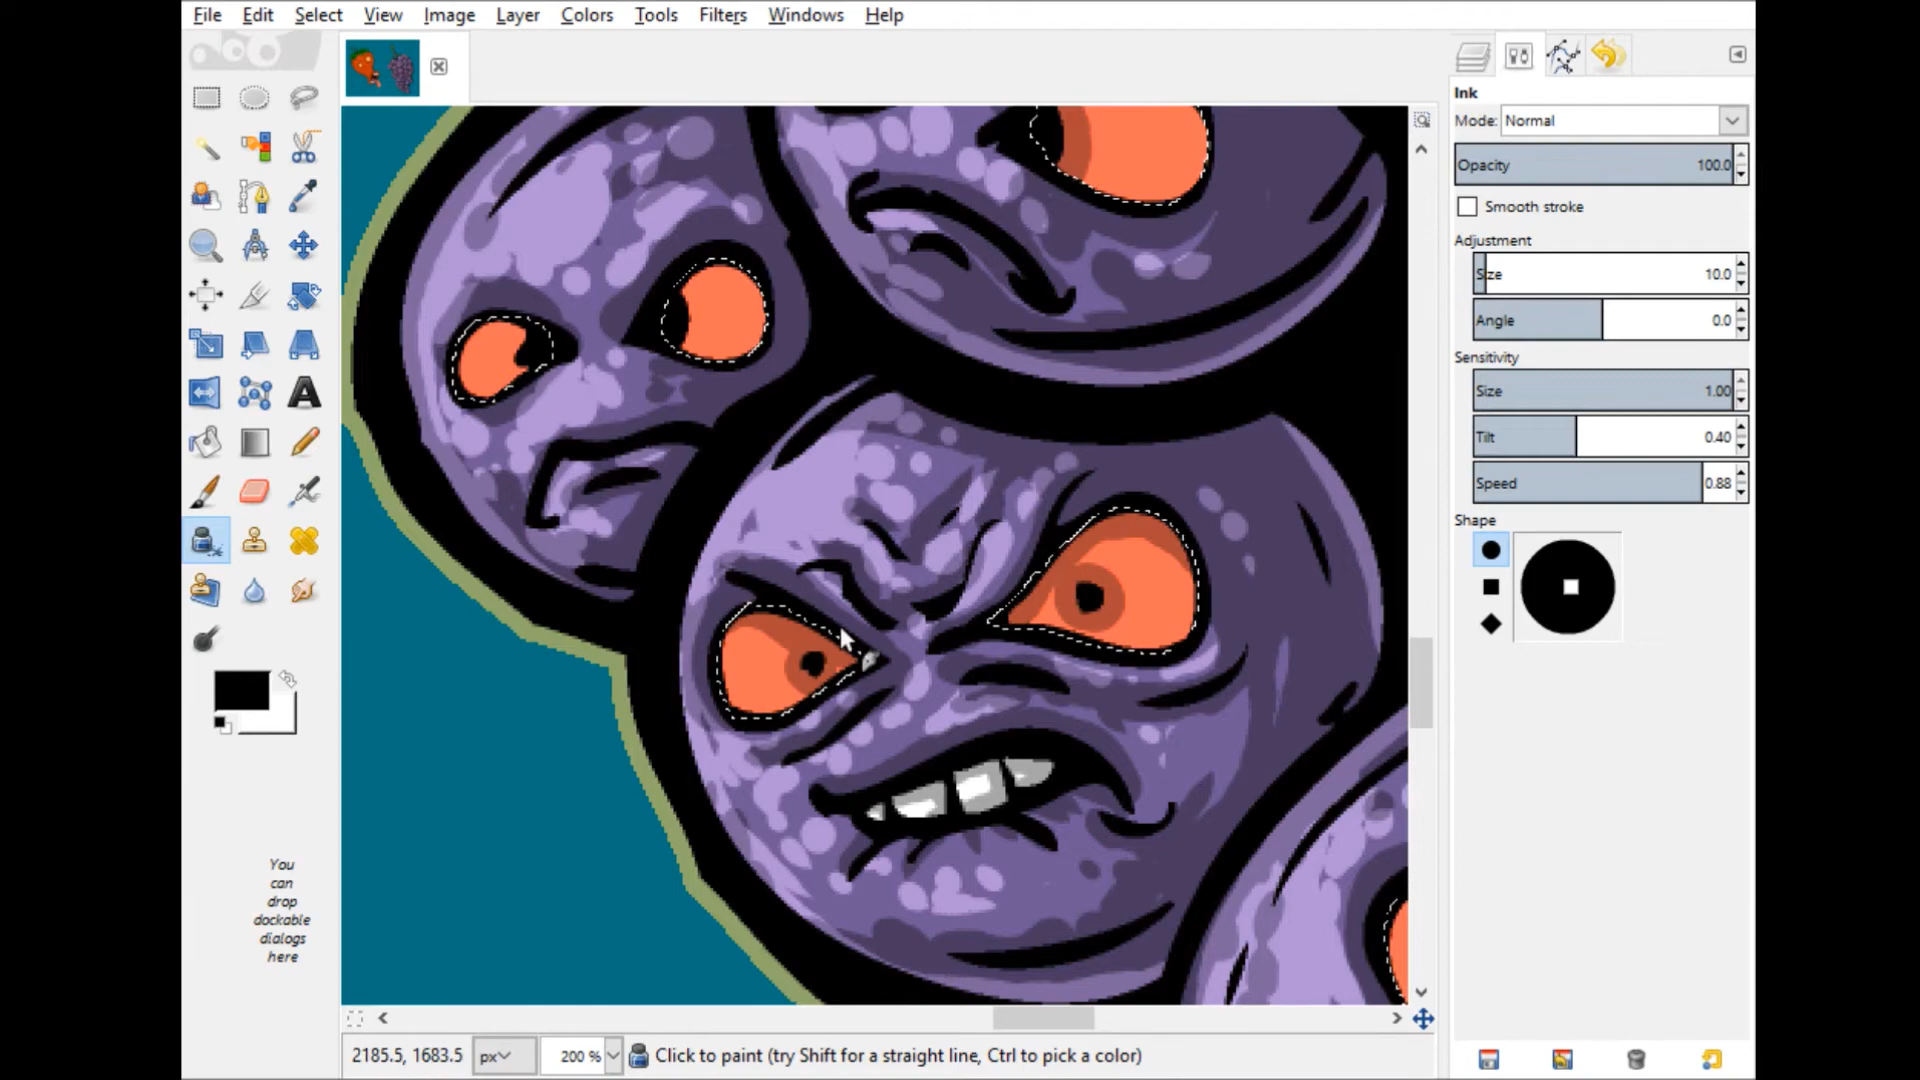 File Edit Select View Image Layer Colors Tools Filters Windows Help
Ink
Mode: Normal
Opacity 100.0
Smooth stroke
Adjustment
Size 10.0
Angle 0.0
Sensitivity
Size 1.00
Tilt 0.40
Speed 0.88
Shape
You
can
drop
dockable
dialogs
here
2185.5, 1683.5 px 200 % Click to paint (try Shift for a straight line, Ctrl to pick a color)